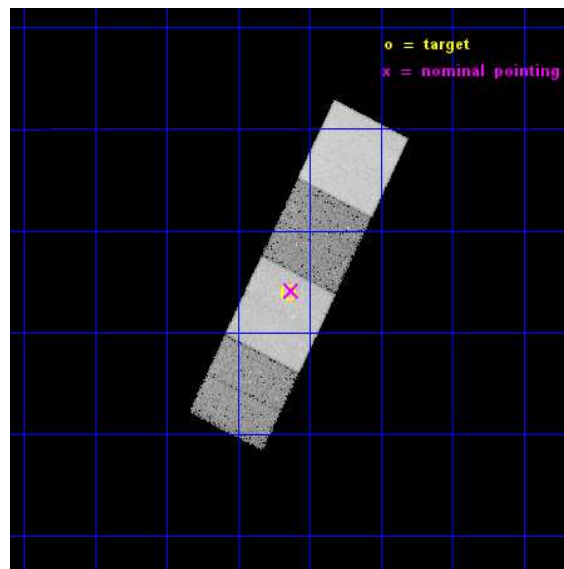 o = target
x = nominal pointing